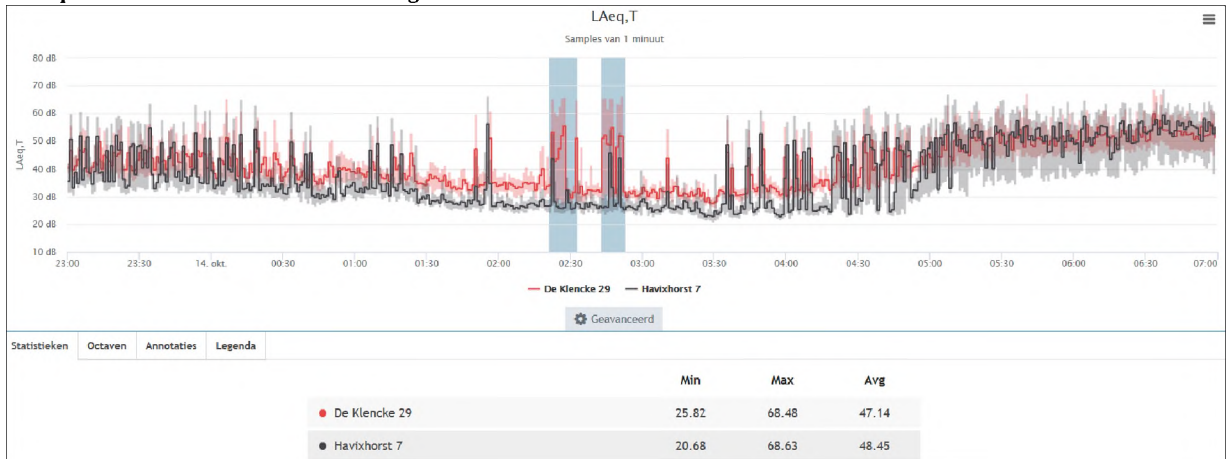 LAeq,T
Samples van 1 minuut
80 dB
70 dB
60 dB
50 dB
40 dB
30 dB
20 dB
10 dB
LAeq,T
23:00 23:30 14. okt. 00:30 01:00 01:30 02:00 02:30 03:00 03:30 04:00 04:30 05:00 05:30 06:00 06:30 07:00
De Klencke 29 Havixhorst 7
Geavanceerd
Statistieken Octaven Annotaties Legenda
Min Max Avg
De Klencke 29 25.82 68.48 47.14
Havixhorst 7 20.68 68.63 48.45